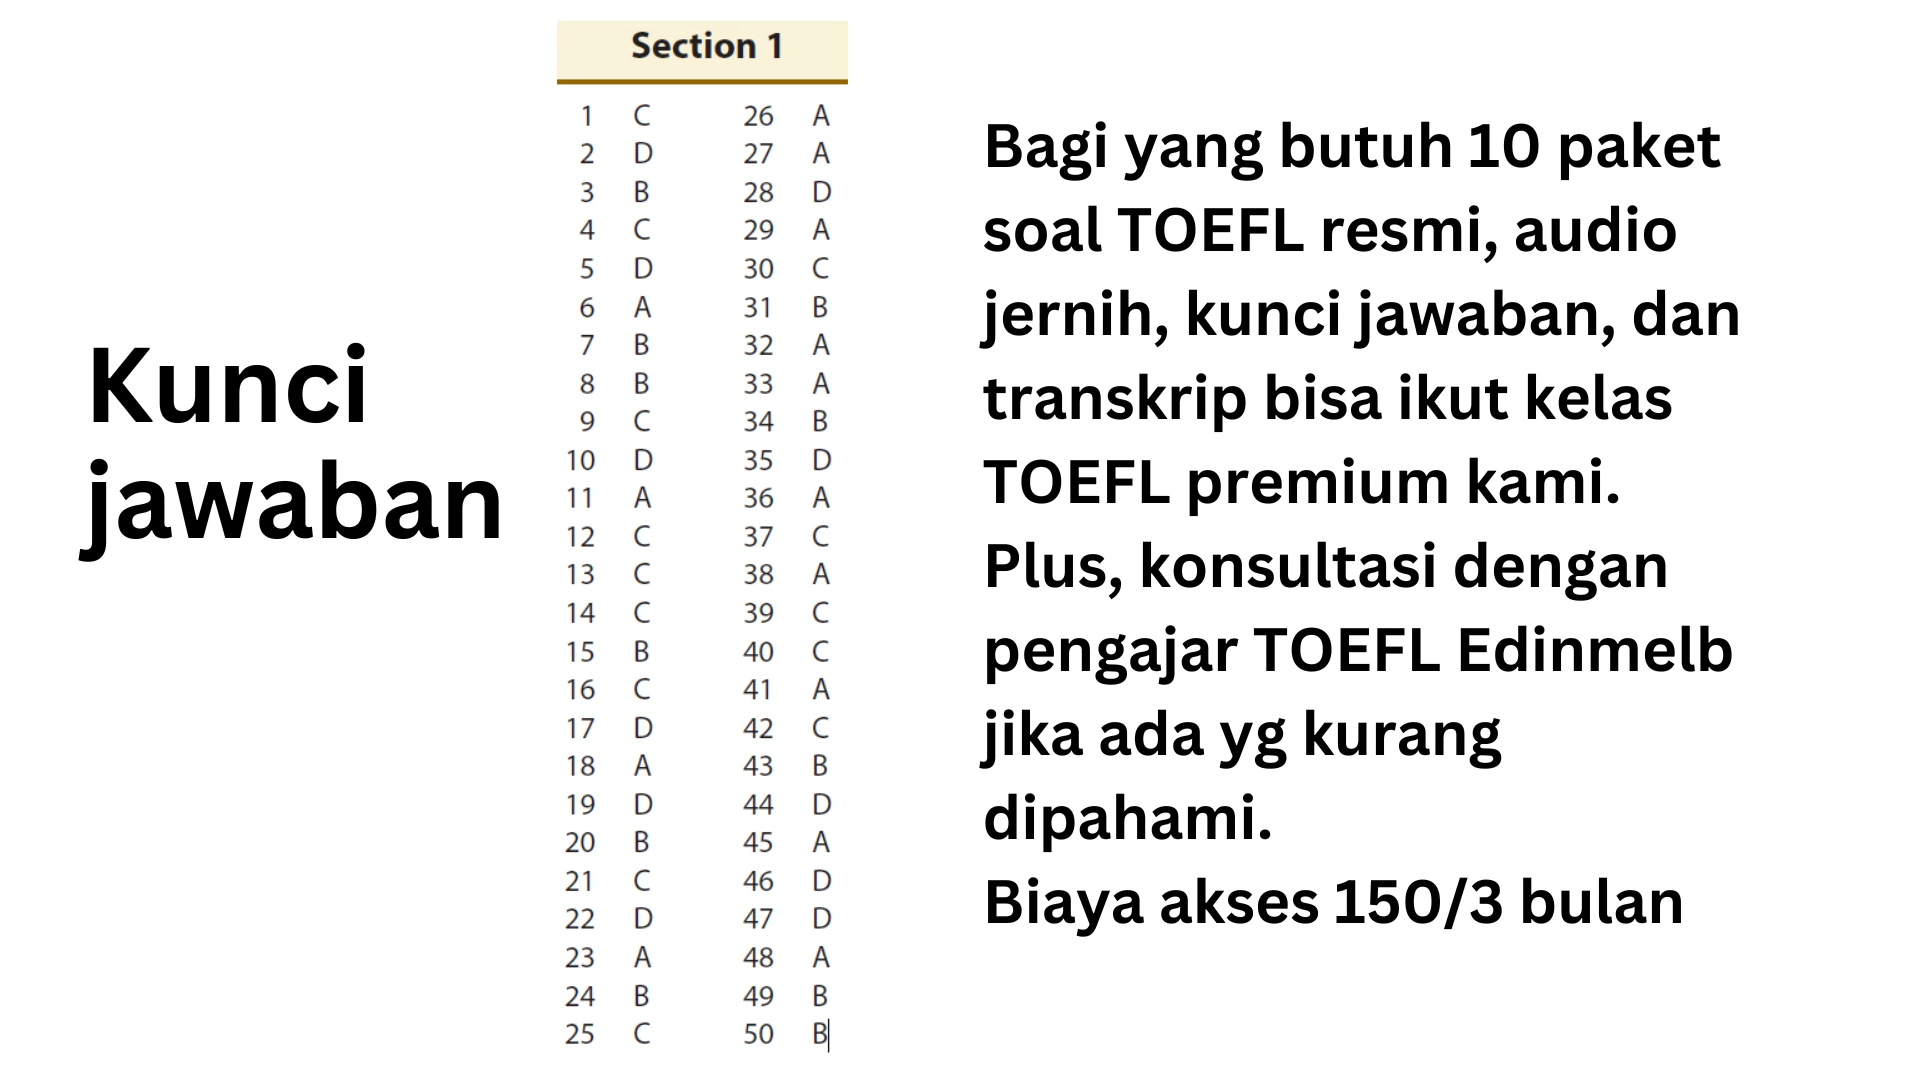 Kunci
jawaban
Section 1
1 C 26 A
2 D 27 A
3 B 28 D
4 C 29 A
5 D 30 C
6 A 31 B
7 B 32 A
8 B 33 A
9 C 34 B
10 D 35 D
11 A 36 A
12 C 37 C
13 C 38 A
14 C 39 C
15 B 40 C
16 C 41 A
17 D 42 C
18 A 43 B
19 D 44 D
20 B 45 A
21 C 46 D
22 D 47 D
23 A 48 A
24 B 49 B
25 C 50 B
Bagi yang butuh 10 paket
soal TOEFL resmi, audio
jernih, kunci jawaban, dan
transkrip bisa ikut kelas
TOEFL premium kami.
Plus, konsultasi dengan
pengajar TOEFL Edinmelb
jika ada yg kurang
dipahami.
Biaya akses 150/3 bulan